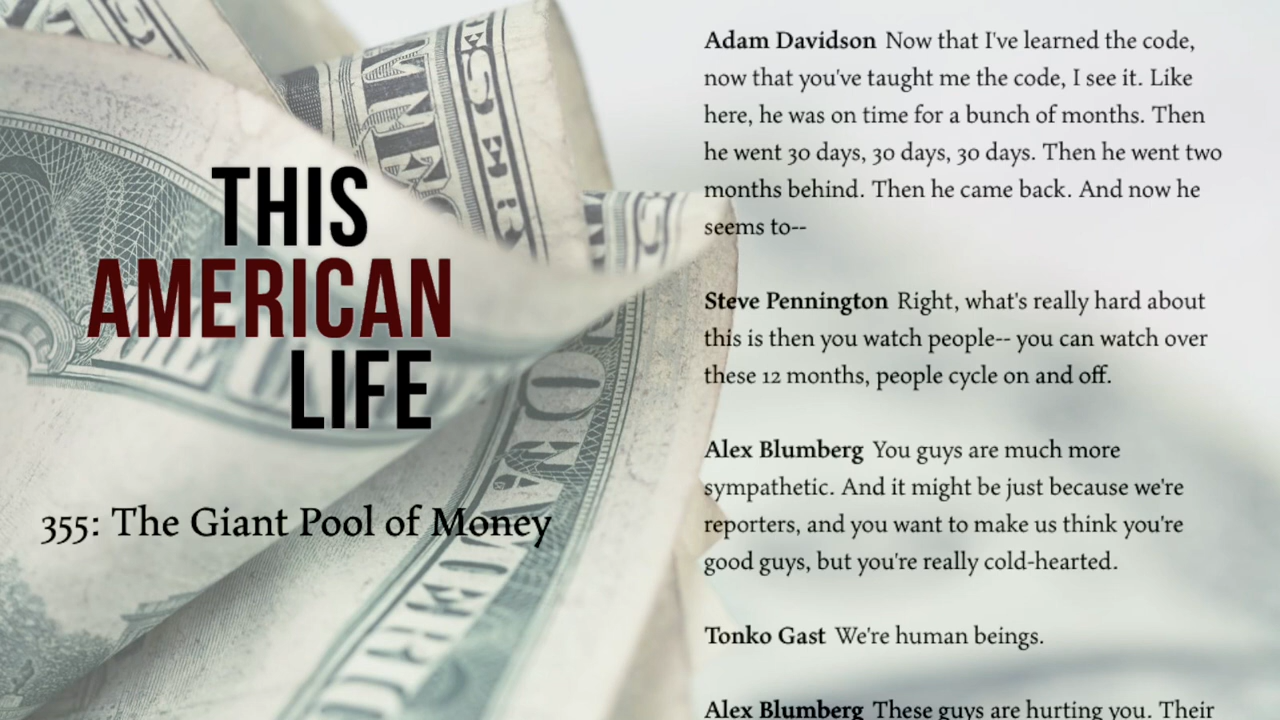 THIS
AMERICAN
LIFE
355: The Giant Pool of Money
Adam Davidson Now that I've learned the code,
now that you've taught me the code, I see it. Like
here, he was on time for a bunch of months. Then
he went 30 days, 30 days, 30 days. Then he went two
months behind. Then he came back. And now he
seems to--
Steve Pennington Right, what's really hard about
this is then you watch people-- you can watch over
these 12 months, people cycle on and off.
Alex Blumberg You guys are much more
sympathetic. And it might be just because we're
reporters, and you want to make us think you're
good guys, but you're really cold-hearted.
Tonko Gast We're human beings.
Alex Blumberg These guys are hurting you. Their